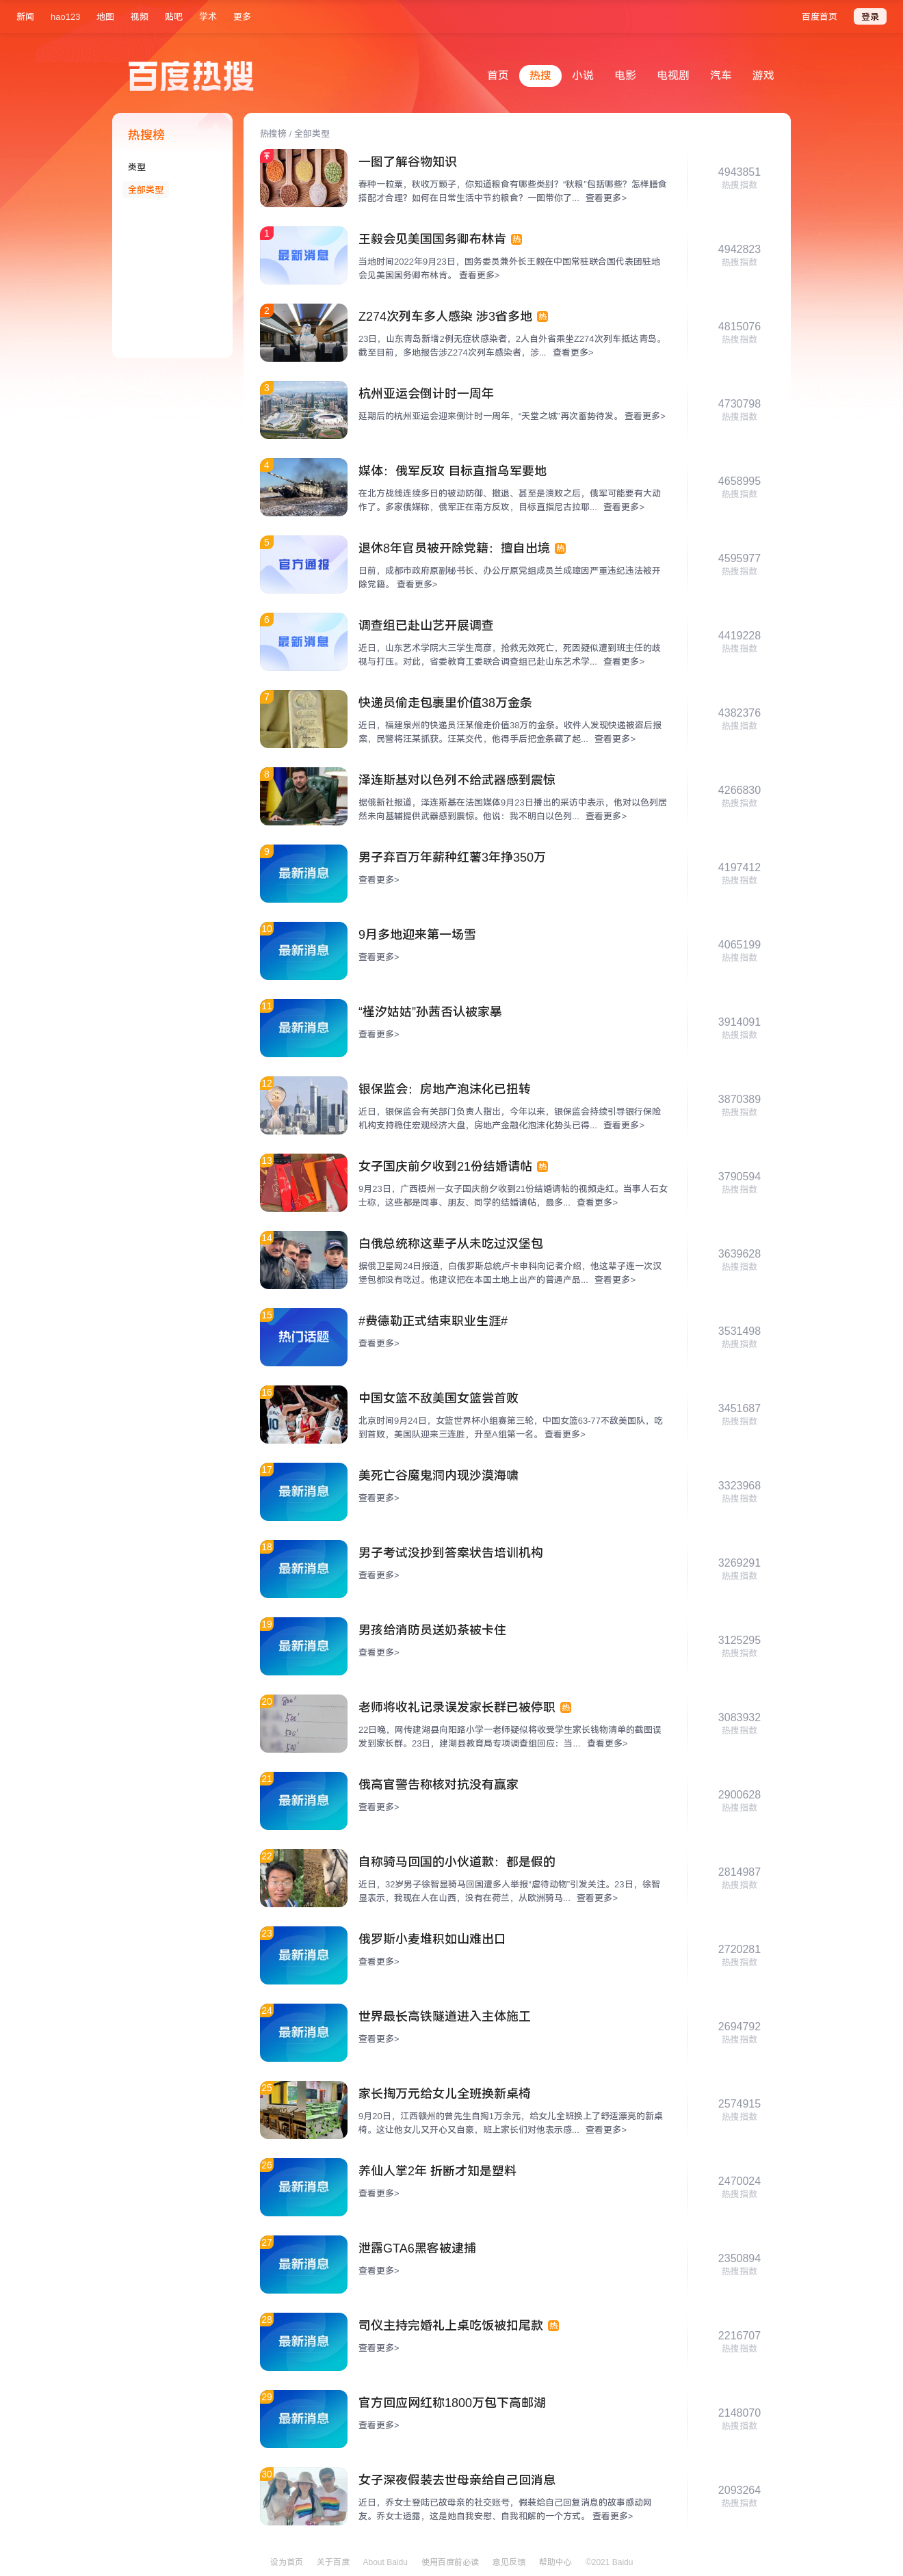 新闻 hao123 地图 视频 贴吧 学术 更多
百度首页 登录
百度热搜
首页 热搜 小说 电影 电视剧 汽车 游戏
热搜榜
类型
全部类型
热搜榜 / 全部类型
一图了解谷物知识
春种一粒粟，秋收万颗子，你知道粮食有哪些类别？“秋粮”包括哪些？怎样膳食
搭配才合理？如何在日常生活中节约粮食？一图带你了... 查看更多>
4943851
热搜指数
1
最新消息
王毅会见美国国务卿布林肯 热
当地时间2022年9月23日，国务委员兼外长王毅在中国常驻联合国代表团驻地
会见美国国务卿布林肯。 查看更多>
4942823
热搜指数
2
Z274次列车多人感染 涉3省多地 热
23日，山东青岛新增2例无症状感染者，2人自外省乘坐Z274次列车抵达青岛。
截至目前，多地报告涉Z274次列车感染者，涉... 查看更多>
4815076
热搜指数
3
杭州亚运会倒计时一周年
延期后的杭州亚运会迎来倒计时一周年，“天堂之城”再次蓄势待发。 查看更多>
4730798
热搜指数
4
媒体：俄军反攻 目标直指乌军要地
在北方战线连续多日的被动防御、撤退、甚至是溃败之后，俄军可能要有大动
作了。多家俄媒称，俄军正在南方反攻，目标直指尼古拉耶... 查看更多>
4658995
热搜指数
5
官方通报
退休8年官员被开除党籍：擅自出境 热
日前，成都市政府原副秘书长、办公厅原党组成员兰成璋因严重违纪违法被开
除党籍。 查看更多>
4595977
热搜指数
6
最新消息
调查组已赴山艺开展调查
近日，山东艺术学院大三学生高彦，抢救无效死亡，死因疑似遭到班主任的歧
视与打压。对此，省委教育工委联合调查组已赴山东艺术学... 查看更多>
4419228
热搜指数
7
快递员偷走包裹里价值38万金条
近日，福建泉州的快递员汪某偷走价值38万的金条。收件人发现快递被盗后报
案，民警将汪某抓获。汪某交代，他得手后把金条藏了起... 查看更多>
4382376
热搜指数
8
泽连斯基对以色列不给武器感到震惊
据俄新社报道，泽连斯基在法国媒体9月23日播出的采访中表示，他对以色列居
然未向基辅提供武器感到震惊。他说：我不明白以色列... 查看更多>
4266830
热搜指数
9
最新消息
男子弃百万年薪种红薯3年挣350万
查看更多>
4197412
热搜指数
10
最新消息
9月多地迎来第一场雪
查看更多>
4065199
热搜指数
11
最新消息
“槿汐姑姑”孙茜否认被家暴
查看更多>
3914091
热搜指数
12
银保监会：房地产泡沫化已扭转
近日，银保监会有关部门负责人指出，今年以来，银保监会持续引导银行保险
机构支持稳住宏观经济大盘，房地产金融化泡沫化势头已得... 查看更多>
3870389
热搜指数
13
女子国庆前夕收到21份结婚请帖 热
9月23日，广西梧州一女子国庆前夕收到21份结婚请帖的视频走红。当事人石女
士称，这些都是同事、朋友、同学的结婚请帖，最多... 查看更多>
3790594
热搜指数
14
白俄总统称这辈子从未吃过汉堡包
据俄卫星网24日报道，白俄罗斯总统卢卡申科向记者介绍，他这辈子连一次汉
堡包都没有吃过。他建议把在本国土地上出产的普通产品... 查看更多>
3639628
热搜指数
15
热门话题
#费德勒正式结束职业生涯#
查看更多>
3531498
热搜指数
16
中国女篮不敌美国女篮尝首败
北京时间9月24日，女篮世界杯小组赛第三轮，中国女篮63-77不敌美国队，吃
到首败，美国队迎来三连胜，升至A组第一名。 查看更多>
3451687
热搜指数
17
最新消息
美死亡谷魔鬼洞内现沙漠海啸
查看更多>
3323968
热搜指数
18
最新消息
男子考试没抄到答案状告培训机构
查看更多>
3269291
热搜指数
19
最新消息
男孩给消防员送奶茶被卡住
查看更多>
3125295
热搜指数
20
老师将收礼记录误发家长群已被停职 热
22日晚，网传建湖县向阳路小学一老师疑似将收受学生家长钱物清单的截图误
发到家长群。23日，建湖县教育局专项调查组回应：当... 查看更多>
3083932
热搜指数
21
最新消息
俄高官警告称核对抗没有赢家
查看更多>
2900628
热搜指数
22
自称骑马回国的小伙道歉：都是假的
近日，32岁男子徐智显骑马回国遭多人举报“虐待动物”引发关注。23日，徐智
显表示，我现在人在山西，没有在荷兰，从欧洲骑马... 查看更多>
2814987
热搜指数
23
最新消息
俄罗斯小麦堆积如山难出口
查看更多>
2720281
热搜指数
24
最新消息
世界最长高铁隧道进入主体施工
查看更多>
2694792
热搜指数
25
家长掏万元给女儿全班换新桌椅
9月20日，江西赣州的曾先生自掏1万余元，给女儿全班换上了舒适漂亮的新桌
椅。这让他女儿又开心又自豪，班上家长们对他表示感... 查看更多>
2574915
热搜指数
26
最新消息
养仙人掌2年 折断才知是塑料
查看更多>
2470024
热搜指数
27
最新消息
泄露GTA6黑客被逮捕
查看更多>
2350894
热搜指数
28
最新消息
司仪主持完婚礼上桌吃饭被扣尾款 热
查看更多>
2216707
热搜指数
29
最新消息
官方回应网红称1800万包下高邮湖
查看更多>
2148070
热搜指数
30
女子深夜假装去世母亲给自己回消息
近日，乔女士登陆已故母亲的社交账号，假装给自己回复消息的故事感动网
友。乔女士透露，这是她自我安慰、自我和解的一个方式。 查看更多>
2093264
热搜指数
设为首页 关于百度 About Baidu 使用百度前必读 意见反馈 帮助中心 ©2021 Baidu